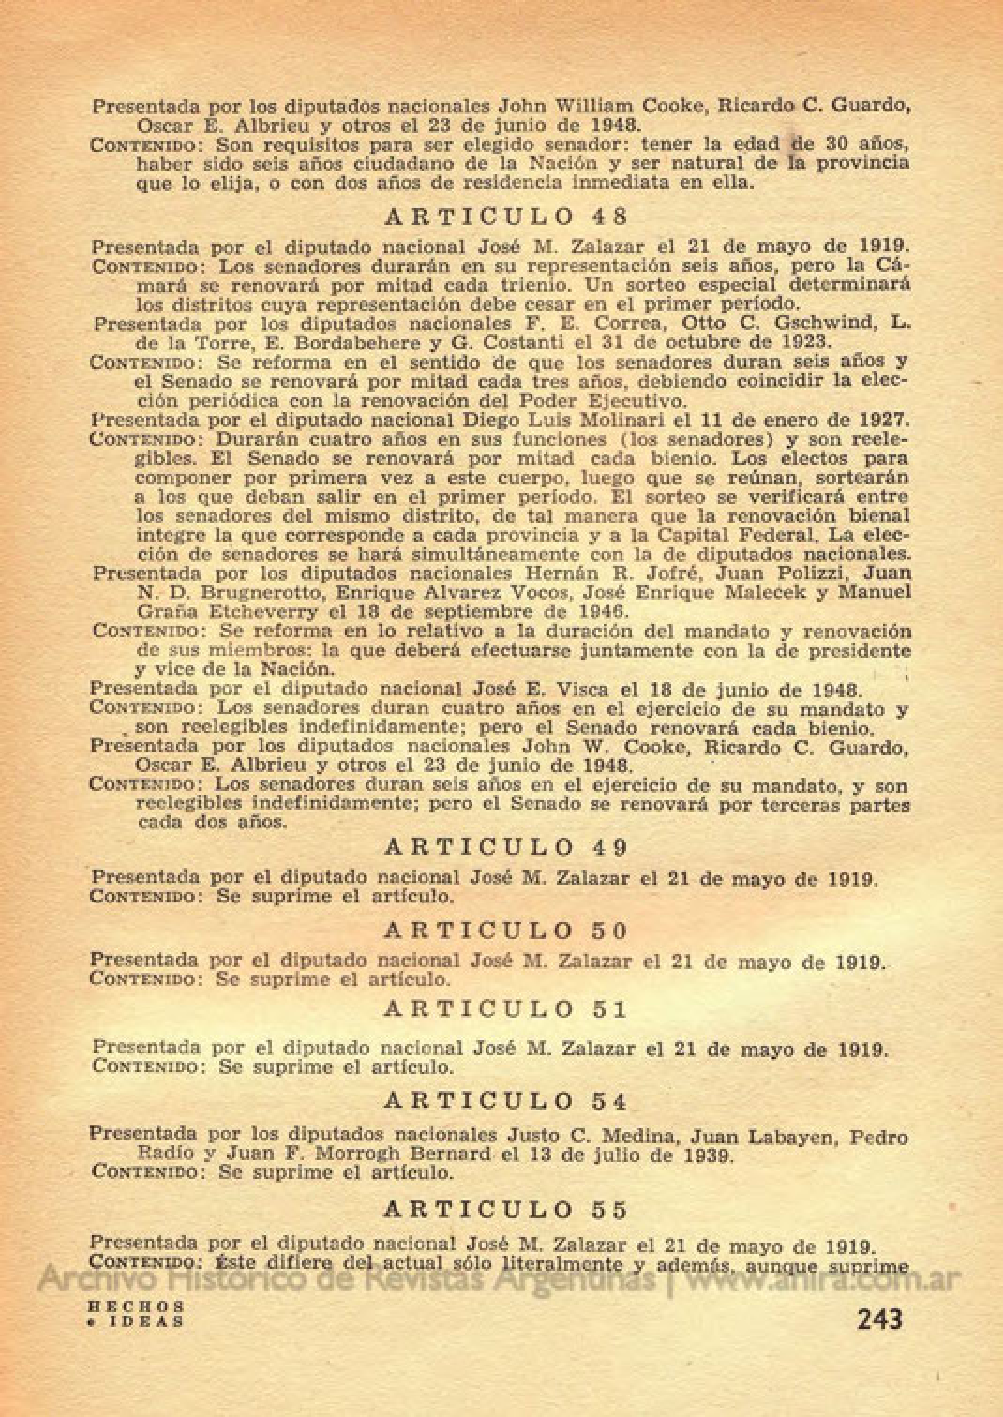 Presentada por los diputados nacionales John William Cooke, Ricardo C. Guardo,
Oscar E. Albrieu y otros el 23 de junio de 1948.
CONTENIDO: Son requisitos para ser elegido senador: tener la edad de 30 años,
haber sido seis años ciudadano de la Nación y ser natural de la provincia
que lo elija, o con dos años de residencia inmediata en ella.
ARTICULO 48
Presentada por el diputado nacional José M. Zalazar el 21 de mayo de 1919.
CONTENIDO: Los senadores durarán en su representación seis años, pero la Cá-
mará se renovará por mitad cada trienio. Un sorteo especial determinará
los distritos cuya representación debe cesar en el primer período.
Presentada por los diputados nacionales F. E. Correa, Otto C. Gschwind, L.
de la Torre, E. Bordabehere y G. Costanti el 31 de octubre de 1923.
CONTENIDO: Se reforma en el sentido de que los senadores duran seis años y
el Senado se renovará por mitad cada tres años, debiendo coincidir la elec-
ción periódica con la renovación del Poder Ejecutivo.
Presentada por el diputado nacional Diego Luis Molinari el 11 de enero de 1927.
CONTENIDO: Durarán cuatro años en sus funciones (los senadores) y son reele-
gibles. El Senado se renovará por mitad cada bienio. Los electos para
componer por primera vez a este cuerpo, luego que se reúnan, sortearán
a los que deban salir en el primer período. El sorteo se verificará entre
los senadores del mismo distrito, de tal manera que la renovación bienal
integre la que corresponde a cada provincia y a la Capital Federal. La elec-
ción de senadores se hará simultáneamente con la de diputados nacionales.
Presentada por los diputados nacionales Hernán R. Jofré, Juan Polizzi, Juan
N. D. Brugnerotto, Enrique Alvarez Vocos, José Enrique Malecek y Manuel
Graña Etcheverry el 18 de septiembre de 1946.
CONTENIDO: Se reforma en lo relativo a la duración del mandato y renovación
de sus miembros: la que deberá efectuarse juntamente con la de presidente
y vice de la Nación.
Presentada por el diputado nacional José E. Visca el 18 de junio de 1948.
CONTENIDO: Los senadores duran cuatro años en el ejercicio de su mandato y
son reelegibles indefinidamente; pero el Senado renovará cada bienio.
Presentada por los diputados nacionales John W. Cooke, Ricardo C. Guardo,
Oscar E. Albrieu y otros el 23 de junio de 1948.
CONTENIDO: Los senadores duran seis años en el ejercicio de su mandato, y son
reelegibles indefinidamente; pero el Senado se renovará por terceras partes
cada dos años.
ARTICULO 49
Presentada por el diputado nacional José M. Zalazar el 21 de mayo de 1919.
CONTENIDO: Se suprime el artículo.
ARTICULO 50
Presentada por el diputado nacional José M. Zalazar el 21 de mayo de 1919.
CONTENIDO: Se suprime el artículo.
ARTICULO 51
Presentada por el diputado nacional José M. Zalazar el 21 de mayo de 1919.
CONTENIDO: Se suprime el artículo.
ARTICULO 54
Presentada por los diputados nacionales Justo C. Medina, Juan Labayen, Pedro
Radío y Juan F. Morrogh Bernard el 13 de julio de 1939.
CONTENIDO: Se suprime el artículo.
ARTICULO 55
Presentada por el diputado nacional José M. Zalazar el 21 de mayo de 1919.
CONTENIDO: Éste difiere del actual sólo literalmente y además, aunque suprime
Archivo Histórico de Revistas Argentinas | www.ahira.com.ar
HECHOS
e IDEAS
243